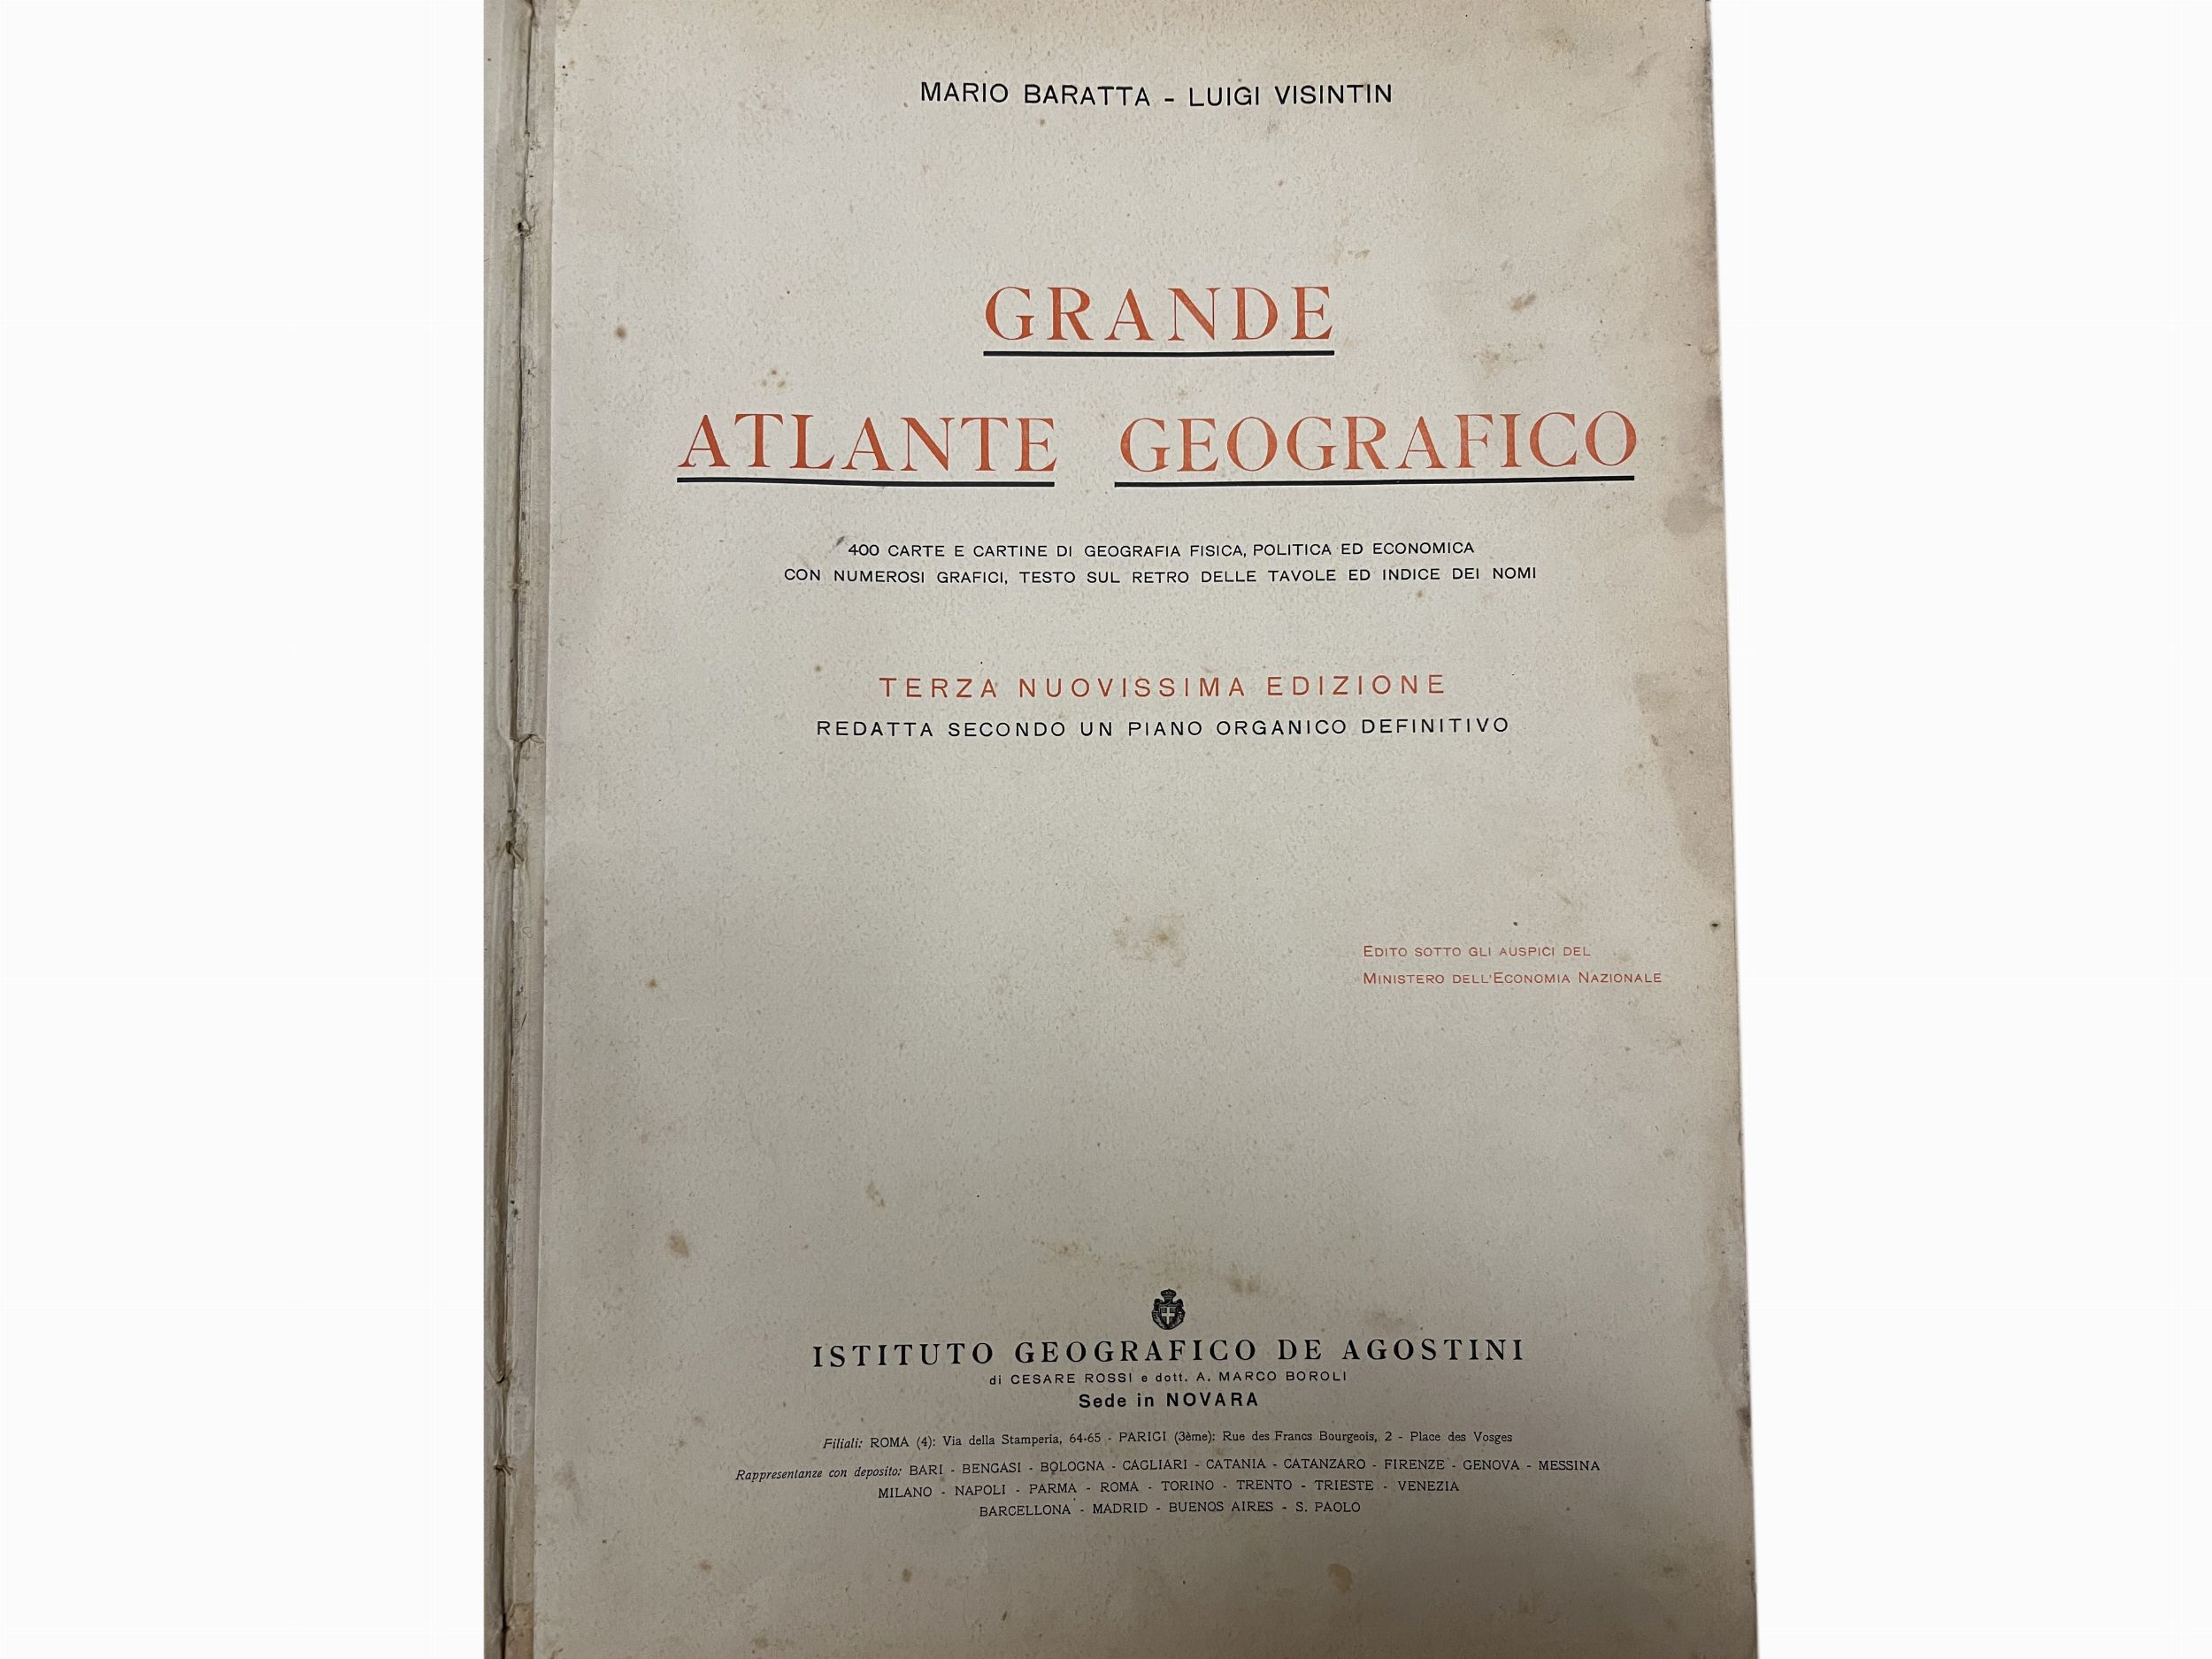 MARIO BARATTA - LUIGI VISINTIN
GRANDE
ATLANTE GEOGRAFICO
400 CARTE E CARTINE DI GEOGRAFIA FISICA, POLITICA ED ECONOMICA
CON NUMEROSI GRAFICI, TESTO SUL RETRO DELLE TAVOLE ED INDICE DEI NOMI
TERZA NUOVISSIMA EDIZIONE
REDATTA SECONDO UN PIANO ORGANICO DEFINITIVO
EDITO SOTTO GLI AUSPICI DEL
MINISTERO DELL'ECONOMIA NAZIONALE
ISTITUTO GEOGRAFICO DE AGOSTINI
di CESARE ROSSI e dott. A. MARCO BOROLI
Sede in NOVARA
Filiali: ROMA (4): Via della Stamperia, 64-65 - PARIGI (3ème): Rue des Francs Bourgeois, 2 - Place des Vosges
Rappresentanze con deposito: BARI - BENGASI - BOLOGNA - CAGLIARI - CATANIA - CATANZARO - FIRENZE - GENOVA - MESSINA
MILANO - NAPOLI - PARMA - ROMA - TORINO - TRENTO - TRIESTE - VENEZIA
BARCELLONA - MADRID - BUENOS AIRES - S. PAOLO